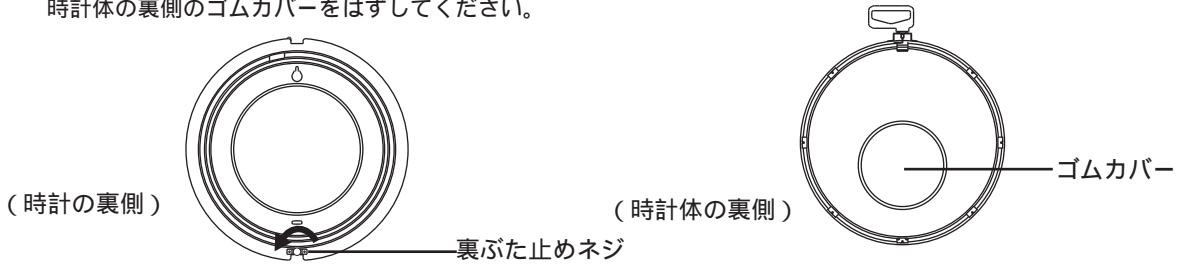 時計体の裏側のゴムカバーをはずしてください。
ゴムカバー
(時計の裏側)
(時計体の裏側)
裏ぶた止めネジ